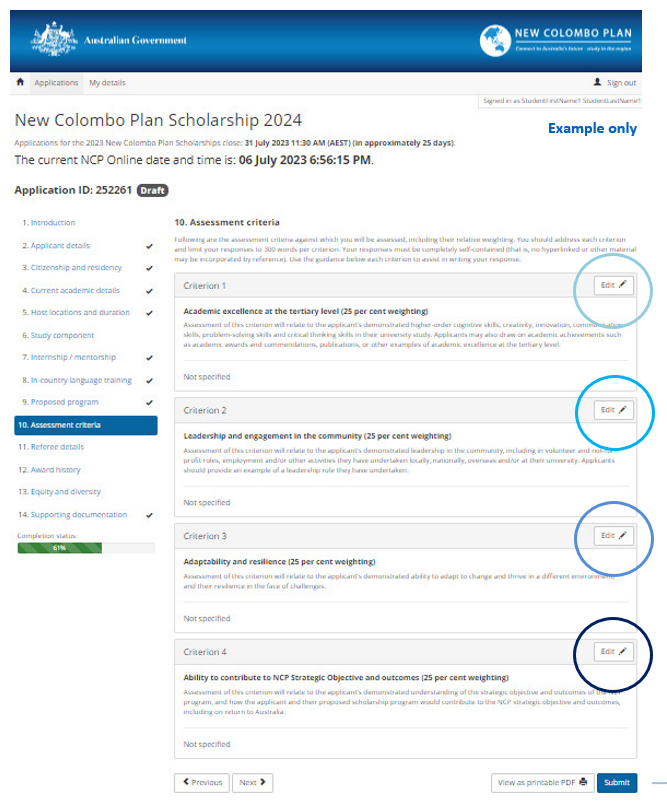 Australian Government
NEW COLOMBO PLAN
Connect to Australia's future - study in the region
Applications My details
Sign out
Signed in as StudentFirstName1 StudentLastName1
New Colombo Plan Scholarship 2024
Example only
Applications for the 2023 New Colombo Plan Scholarships close: 31 July 2023 11:30 AM (AEST) (in approximately 25 days).
The current NCP Online date and time is: 06 July 2023 6:56:15 PM.
Application ID: 252261 Draft
1. Introduction
2. Applicant details
3. Citizenship and residency
4. Current academic details
5. Host locations and duration
6. Study component
7. Internship / mentorship
8. In-country language training
9. Proposed program
10. Assessment criteria
11. Referee details
12. Award history
13. Equity and diversity
14. Supporting documentation
Completion status:
61%
10. Assessment criteria
Following are the assessment criteria against which you will be assessed, including their relative weighting. You should address each criterion
and limit your responses to 300 words per criterion. Your responses must be completely self-contained (that is, no hyperlinked or other material
may be incorporated by reference). Use the guidance below each criterion to assist in writing your response.
Criterion 1
Edit
Academic excellence at the tertiary level (25 per cent weighting)
Assessment of this criterion will relate to the applicant's demonstrated higher-order cognitive skills, creativity, innovation, communication
skills, problem-solving skills and critical thinking skills in their university study. Applicants may also draw on academic achievements such
as academic awards and commendations, publications, or other examples of academic excellence at the tertiary level.
Not specified
Criterion 2
Edit
Leadership and engagement in the community (25 per cent weighting)
Assessment of this criterion will relate to the applicant's demonstrated leadership in the community, including in volunteer and not-for
profit roles, employment and/or other activities they have undertaken locally, nationally, overseas and/or at their university. Applicants
should provide an example of a leadership role they have undertaken.
Not specified
Criterion 3
Edit
Adaptability and resilience (25 per cent weighting)
Assessment of this criterion will relate to the applicant's demonstrated ability to adapt to change and thrive in a different environment,
and their resilience in the face of challenges.
Not specified
Criterion 4
Edit
Ability to contribute to NCP Strategic Objective and outcomes (25 per cent weighting)
Assessment of this criterion will relate to the applicant's demonstrated understanding of the strategic objective and outcomes of the NCP
program, and how the applicant and their proposed scholarship program would contribute to the NCP strategic objective and outcomes,
including on return to Australia.
Not specified
Previous Next
View as printable PDF Submit